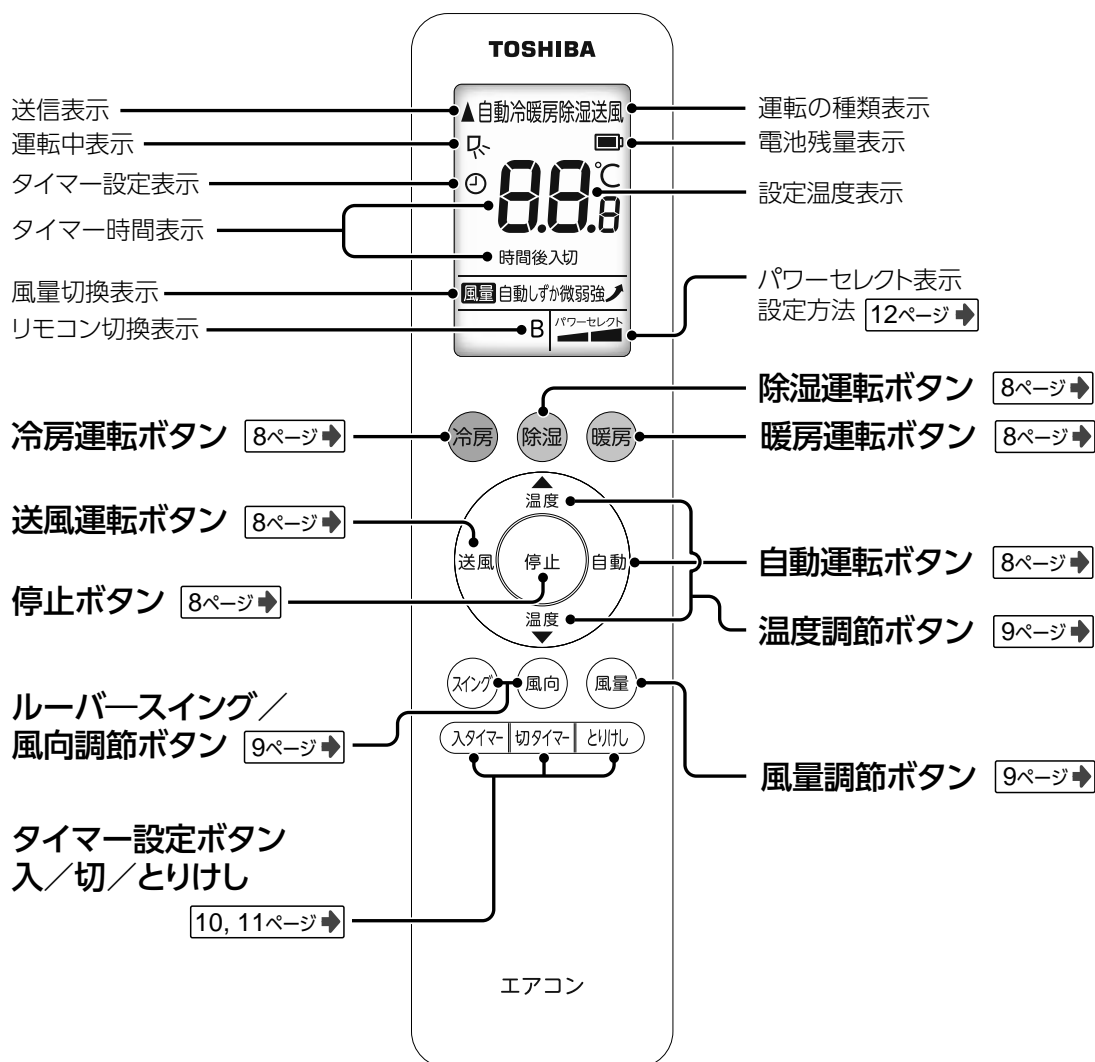 TOSHIBA
送信表示
運転中表示
タイマー設定表示
タイマー時間表示
風量切換表示
リモコン切換表示
▲自動冷暖房除湿送風
88.8℃
時間後入切
風量 自動しずか微弱強
B パワーセレクト
運転の種類表示
電池残量表示
設定温度表示
パワーセレクト表示
設定方法 12ページ
冷房運転ボタン 8ページ
送風運転ボタン 8ページ
停止ボタン 8ページ
ルーバースイング/
風向調節ボタン 9ページ
タイマー設定ボタン
入/切/とりけし
10, 11ページ
冷房 除湿 暖房
▲
温度
送風 停止 自動
温度
▼
スイング 風向 風量
入タイマー 切タイマー とりけし
エアコン
除湿運転ボタン 8ページ
暖房運転ボタン 8ページ
自動運転ボタン 8ページ
温度調節ボタン 9ページ
風量調節ボタン 9ページ